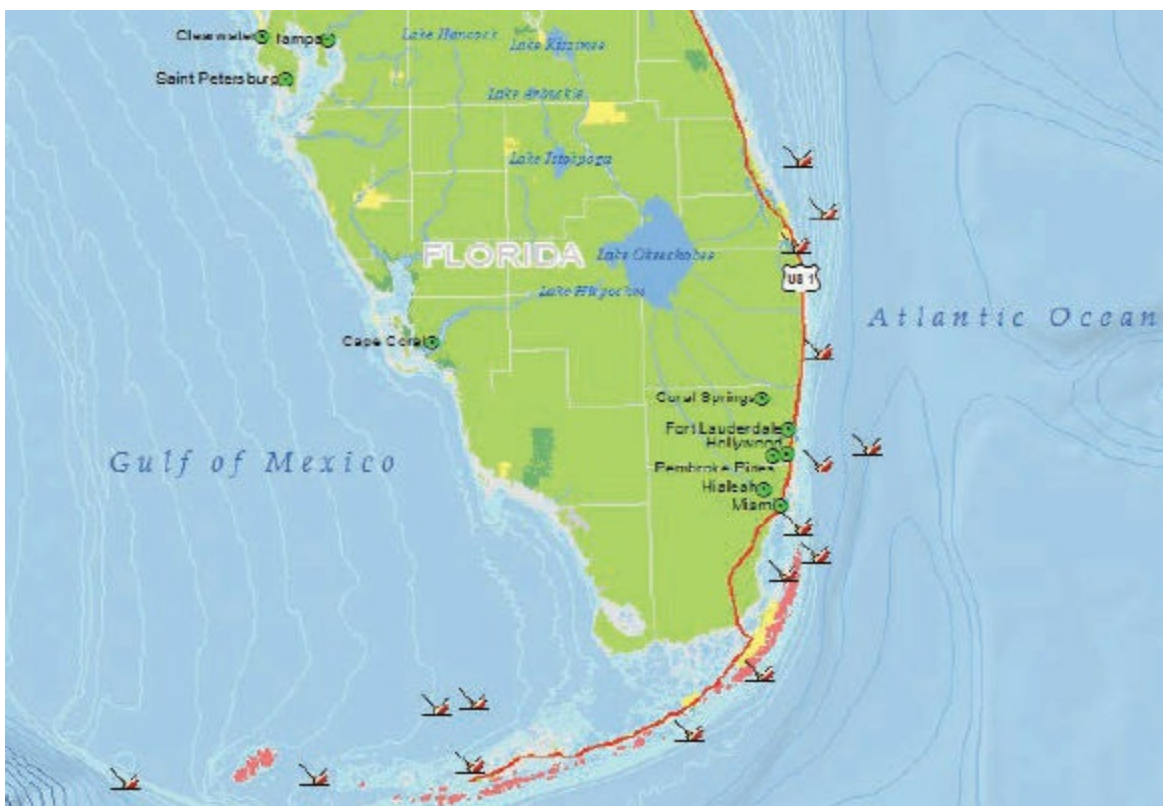 Clearwater
Tampa
Lake Hancock
Lake Kissimee
Saint Petersburg
Lake Arbuckle
Lake Istokpoga
FLORIDA
Lake Okeechobee
US 1
Lake Hicpochee
Atlantic Ocean
Cape Coral
Coral Springs
Fort Lauderdale
Hollywood
Gulf of Mexico
Pembroke Pines
Hialeah
Miami